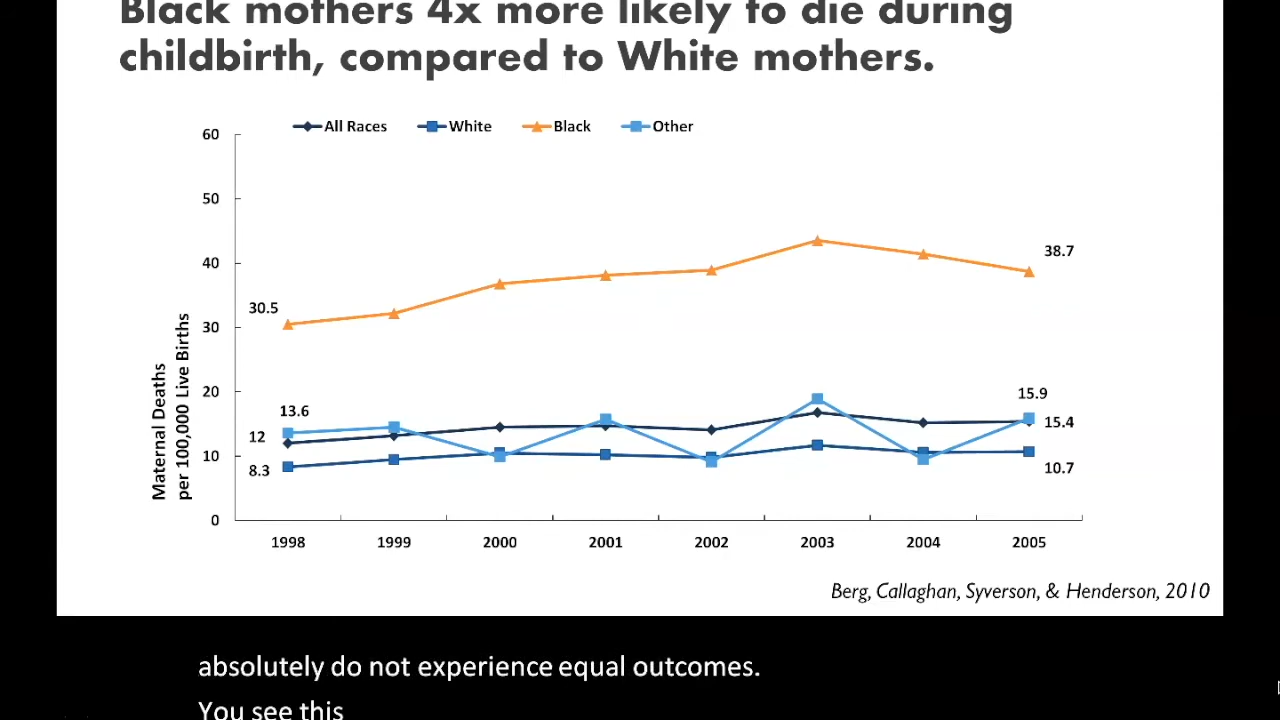 Black mothers 4x more likely to die during
childbirth, compared to White mothers.
All Races White Black Other
60
50
40
30
20
10
0
Maternal Deaths
per 100,000 Live Births
30.5
13.6
12
8.3
38.7
15.9
15.4
10.7
1998 1999 2000 2001 2002 2003 2004 2005
Berg, Callaghan, Syverson, & Henderson, 2010
absolutely do not experience equal outcomes.
You see this